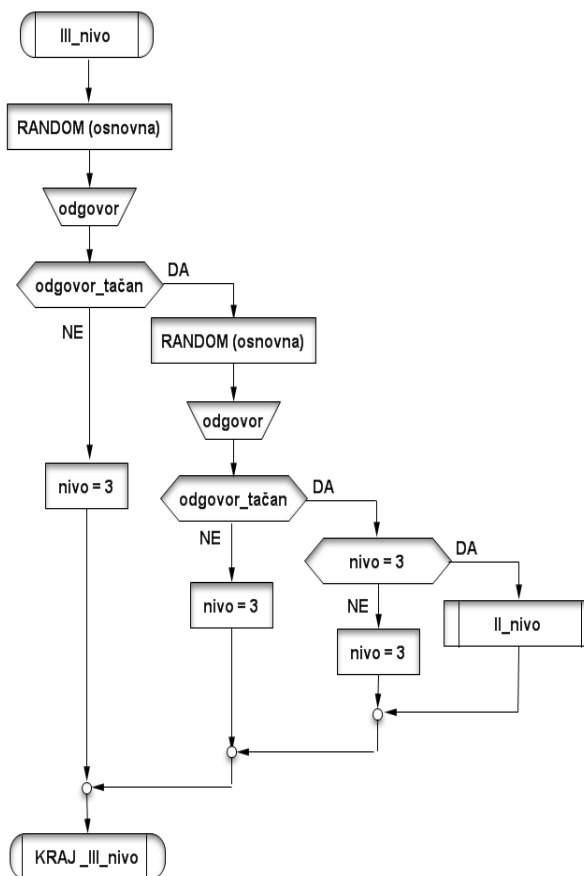 III_nivo
RANDOM (osnovna)
odgovor
odgovor_tačan
DA
NE
RANDOM (osnovna)
odgovor
nivo = 3
odgovor_tačan
DA
NE
nivo = 3
DA
nivo = 3
NE
II_nivo
nivo = 3
KRAJ _III_nivo